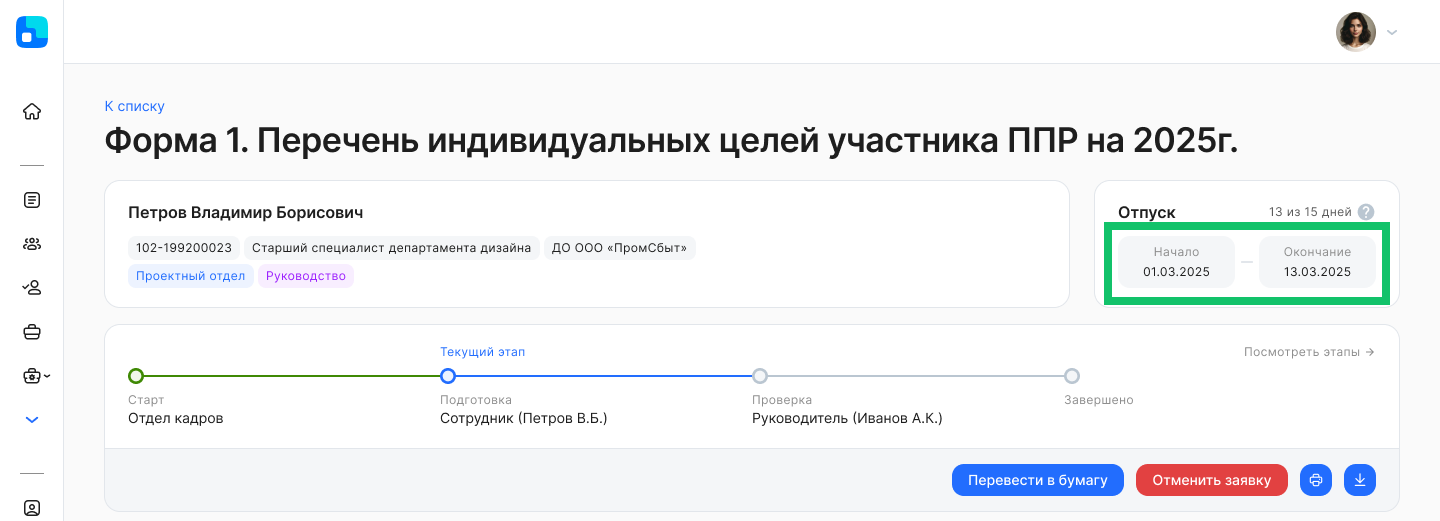 К списку
Форма 1. Перечень индивидуальных целей участника ППР на 2025г.
Петров Владимир Борисович
102-199200023 Старший специалист департамента дизайна ДО ООО «ПромСбыт»
Проектный отдел Руководство
Отпуск 13 из 15 дней ?
Начало — Окончание
01.03.2025 13.03.2025
Текущий этап Посмотреть этапы →
Старт Подготовка Проверка Завершено
Отдел кадров Сотрудник (Петров В.Б.) Руководитель (Иванов А.К.)
Перевести в бумагу Отменить заявку